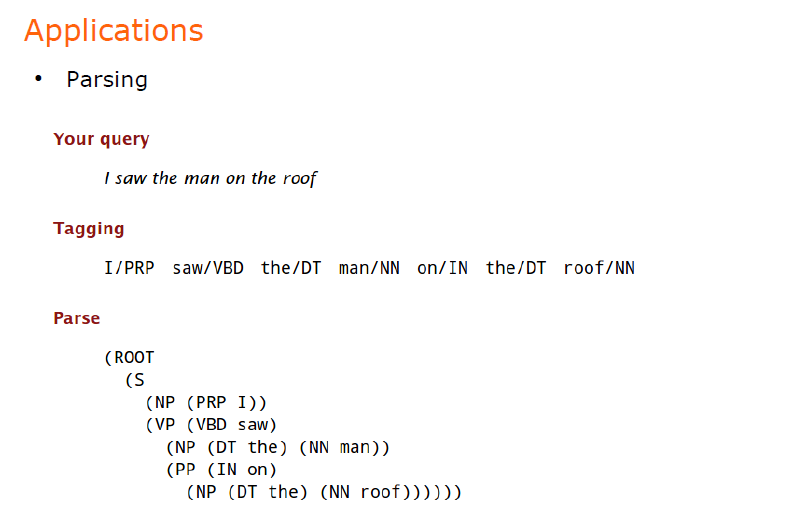 Applications
• Parsing
Your query
I saw the man on the roof
Tagging
I/PRP saw/VBD the/DT man/NN on/IN the/DT roof/NN
Parse
(ROOT
(S
(NP (PRP I))
(VP (VBD saw)
(NP (DT the) (NN man))
(PP (IN on)
(NP (DT the) (NN roof))))))